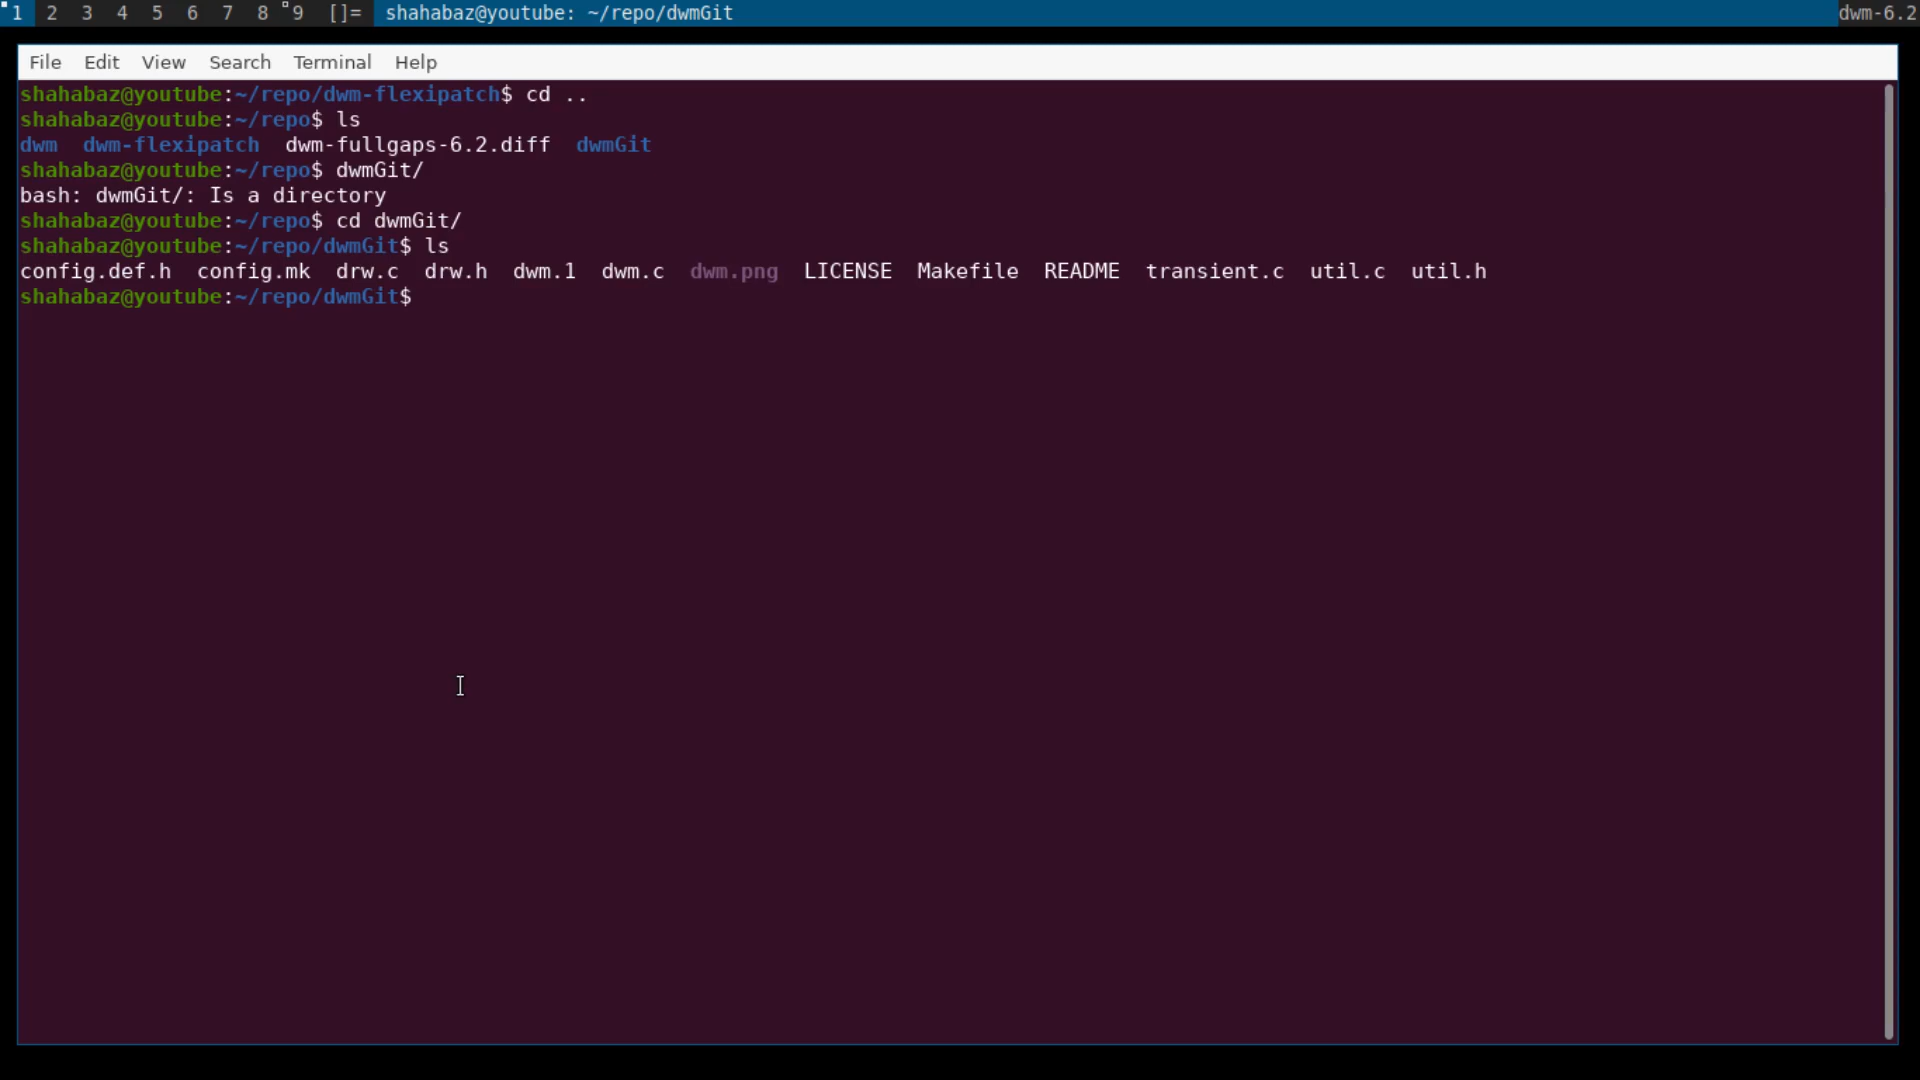 1 2 3 4 5 6 7 8 9 []= shahabaz@youtube: ~/repo/dwmGit dwm-6.2
File Edit View Search Terminal Help
shahabaz@youtube:~/repo/dwm-flexipatch$ cd ..
shahabaz@youtube:~/repo$ ls
dwm dwm-flexipatch dwm-fullgaps-6.2.diff dwmGit
shahabaz@youtube:~/repo$ dwmGit/
bash: dwmGit/: Is a directory
shahabaz@youtube:~/repo$ cd dwmGit/
shahabaz@youtube:~/repo/dwmGit$ ls
config.def.h config.mk drw.c drw.h dwm.1 dwm.c dwm.png LICENSE Makefile README transient.c util.c util.h
shahabaz@youtube:~/repo/dwmGit$